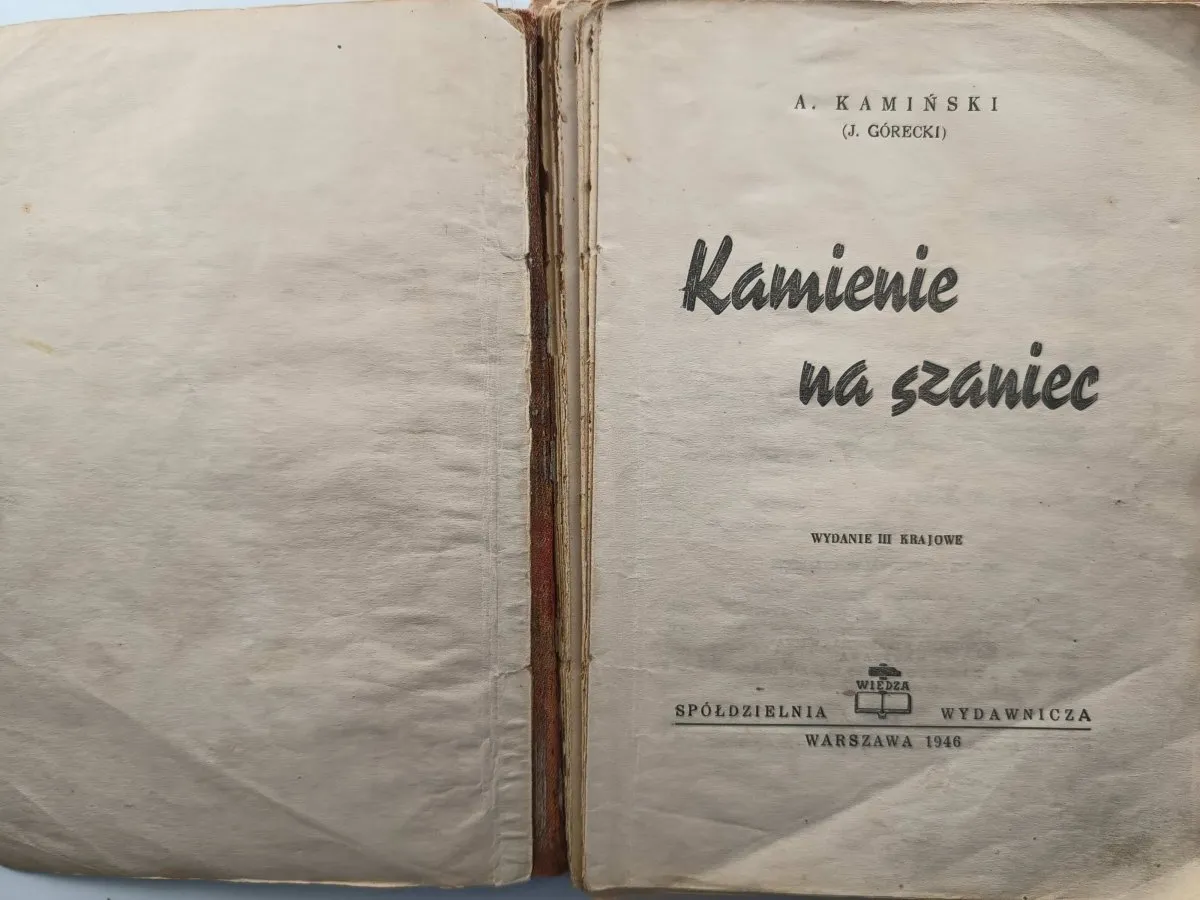 A. KAMIŃSKI
(J. GÓRECKI)
Kamienie
na szaniec
WYDANIE III KRAJOWE
WIEDZA
SPÓŁDZIELNIA WYDAWNICZA
WARSZAWA 1946